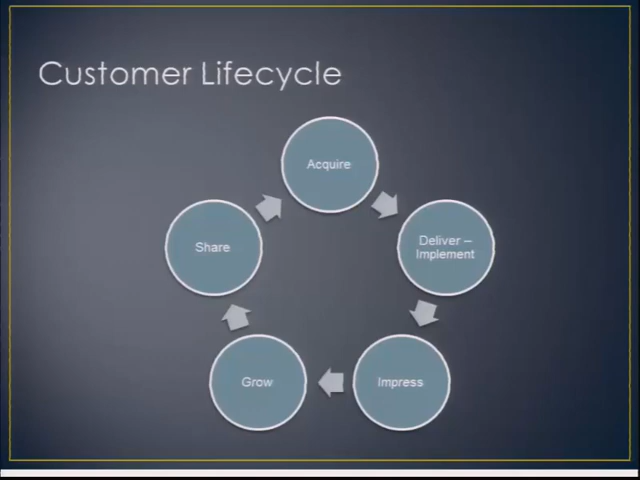 Customer Lifecycle
Acquire
Deliver –
Implement
Impress
Grow
Share